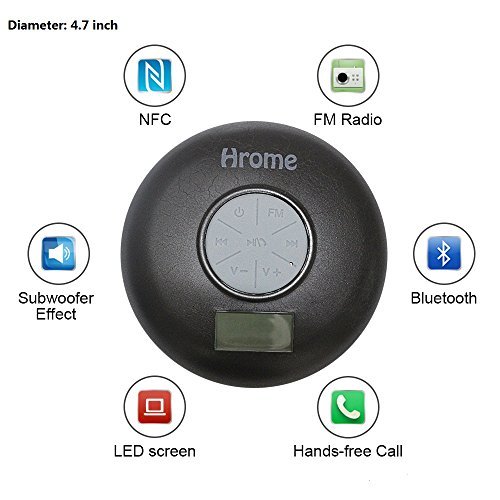 Diameter: 4.7 inch
NFC
FM Radio
Hrome
FM
V− V+
Subwoofer
Effect
Bluetooth
LED screen
Hands-free Call